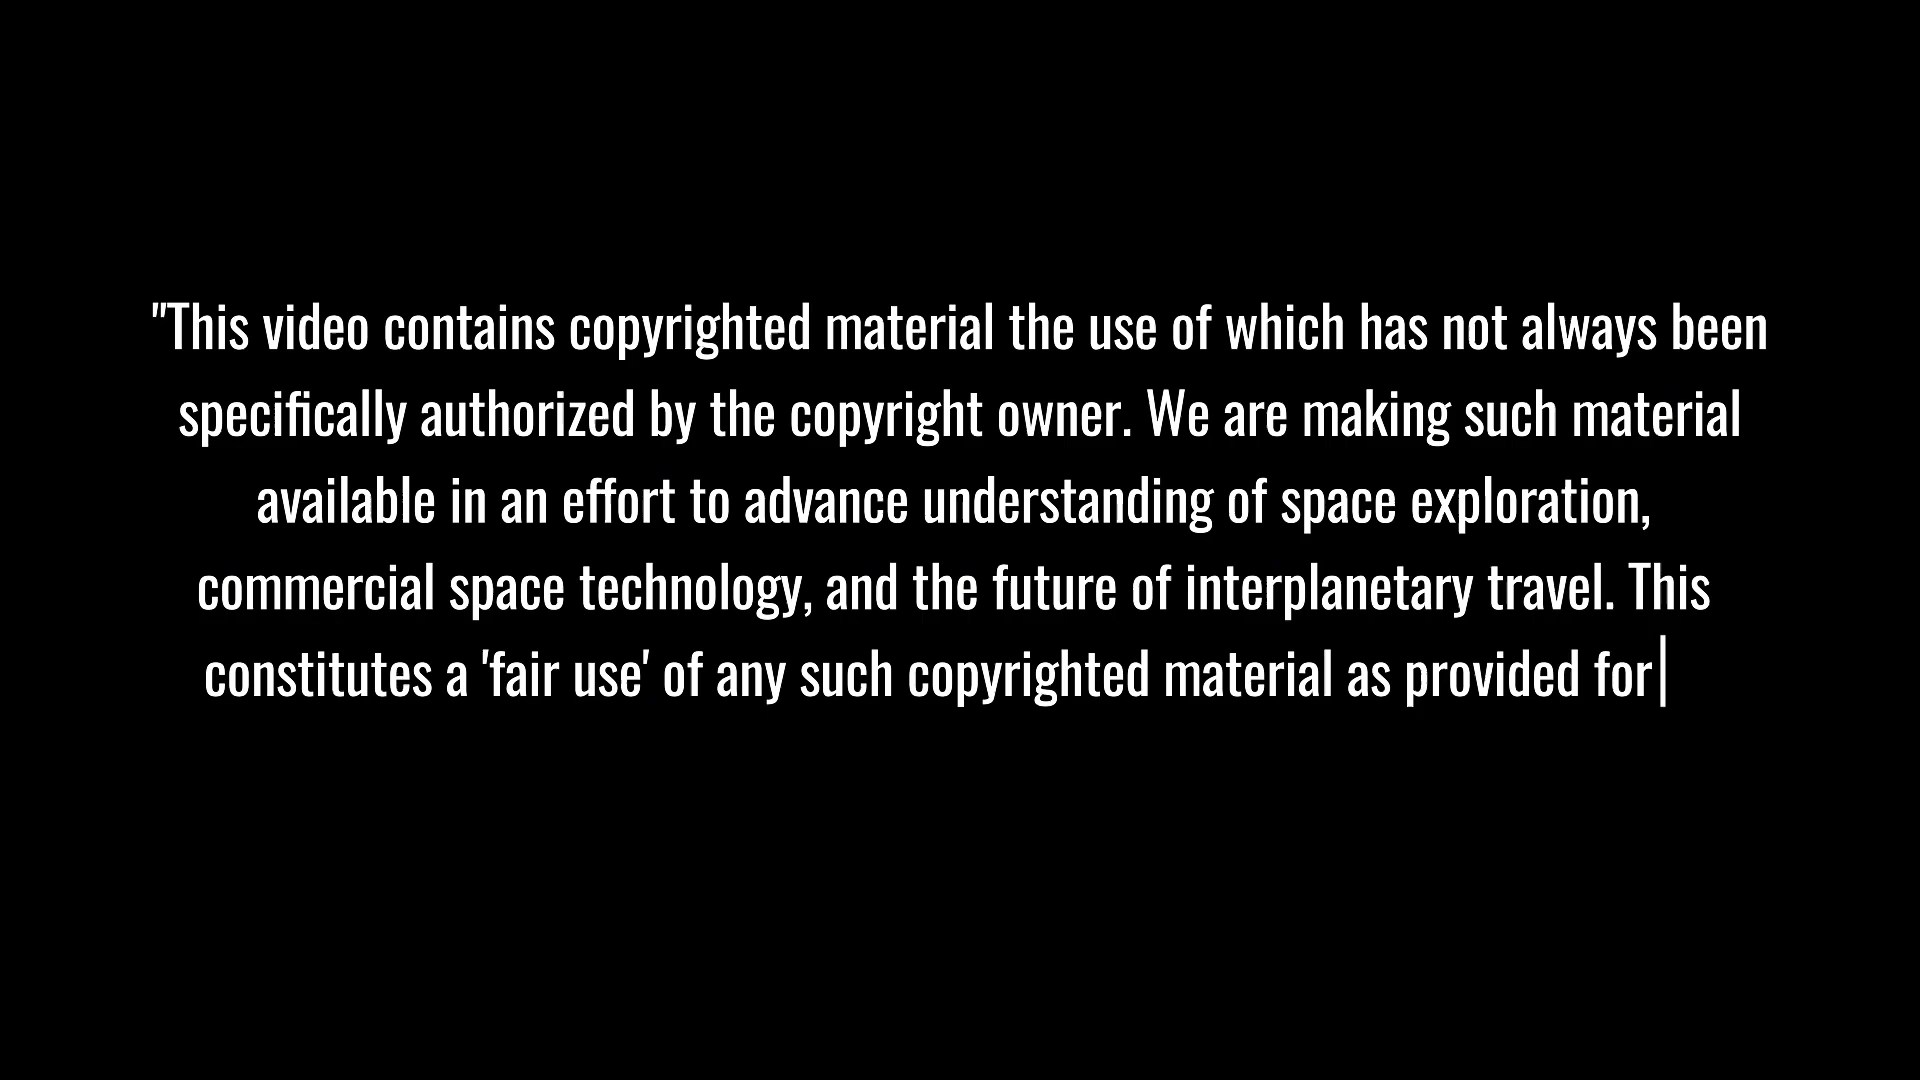 "This video contains copyrighted material the use of which has not always been
specifically authorized by the copyright owner. We are making such material
available in an effort to advance understanding of space exploration,
commercial space technology, and the future of interplanetary travel. This
constitutes a 'fair use' of any such copyrighted material as provided for